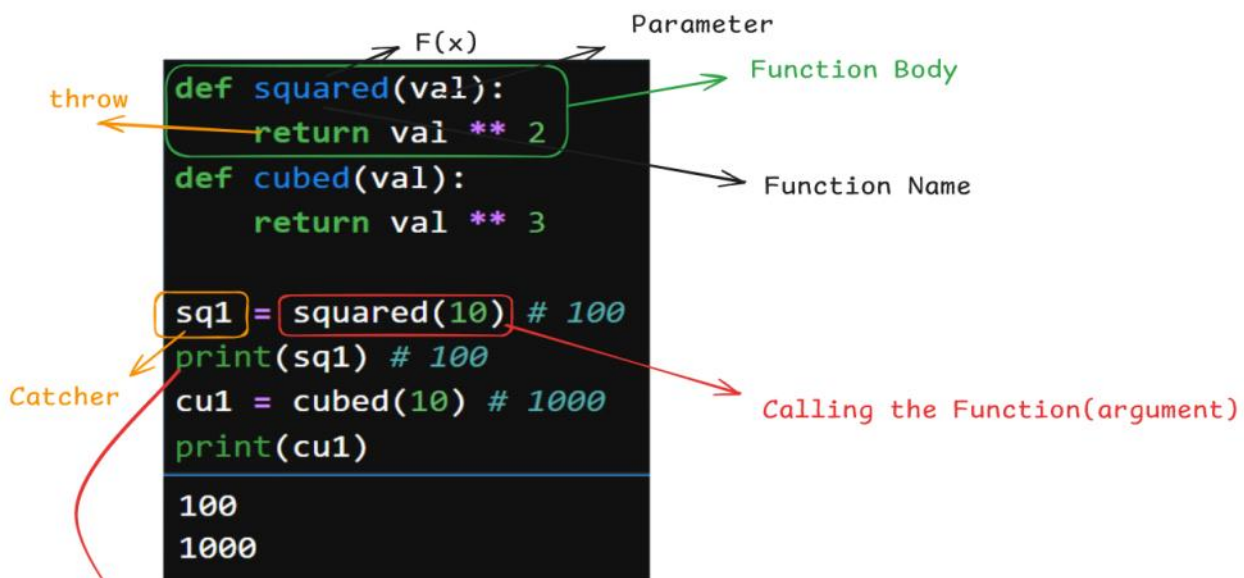 F(x)
Parameter
def squared(val):
Function Body
throw
return val ** 2
def cubed(val):
Function Name
return val ** 3
sq1 = squared(10) # 100
print(sq1) # 100
Catcher
cu1 = cubed(10) # 1000
Calling the Function(argument)
print(cu1)
100
1000